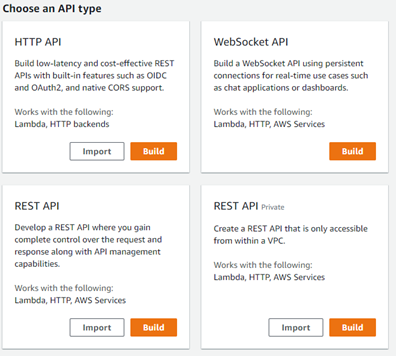 Choose an API type
HTTP API
Build low-latency and cost-effective REST
APIs with built-in features such as OIDC
and OAuth2, and native CORS support.
Works with the following:
Lambda, HTTP backends
Import
Build
WebSocket API
Build a WebSocket API using persistent
connections for real-time use cases such
as chat applications or dashboards.
Works with the following:
Lambda, HTTP, AWS Services
Build
REST API
Develop a REST API where you gain
complete control over the request and
response along with API management
capabilities.
Works with the following:
Lambda, HTTP, AWS Services
Import
Build
REST API Private
Create a REST API that is only accessible
from within a VPC.
Works with the following:
Lambda, HTTP, AWS Services
Import
Build